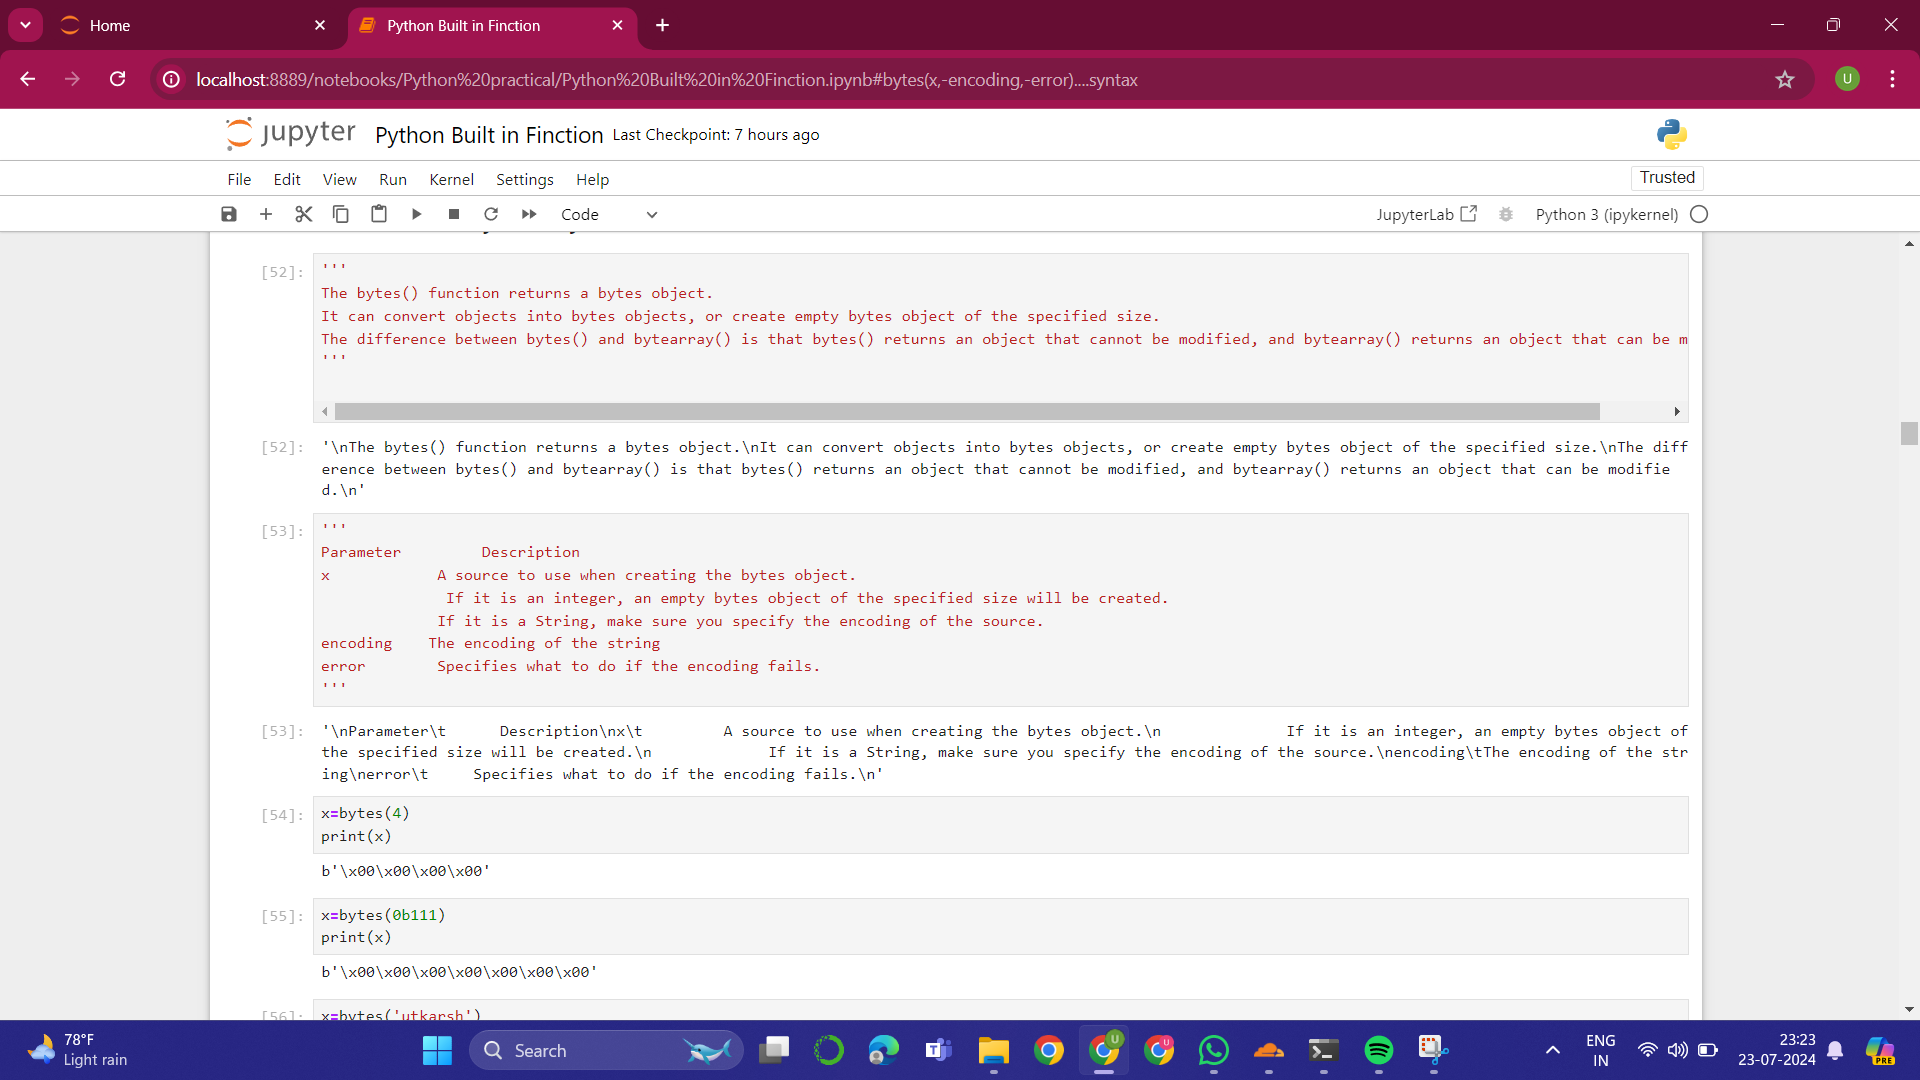 Home
Python Built in Finction
localhost:8889/notebooks/Python%20practical/Python%20Built%20in%20Finction.ipynb#bytes(x,-encoding,-error)....syntax
U
jupyter Python Built in Finction Last Checkpoint: 7 hours ago
File Edit View Run Kernel Settings Help
Trusted
Code
JupyterLab
Python 3 (ipykernel)
[52]: '''
The bytes() function returns a bytes object.
It can convert objects into bytes objects, or create empty bytes object of the specified size.
The difference between bytes() and bytearray() is that bytes() returns an object that cannot be modified, and bytearray() returns an object that can be m
'''
[52]: '\nThe bytes() function returns a bytes object.\nIt can convert objects into bytes objects, or create empty bytes object of the specified size.\nThe diff
erence between bytes() and bytearray() is that bytes() returns an object that cannot be modified, and bytearray() returns an object that can be modifie
d.\n'
[53]: '''
Parameter Description
x A source to use when creating the bytes object.
If it is an integer, an empty bytes object of the specified size will be created.
If it is a String, make sure you specify the encoding of the source.
encoding The encoding of the string
error Specifies what to do if the encoding fails.
'''
[53]: '\nParameter\t Description\nx\t A source to use when creating the bytes object.\n If it is an integer, an empty bytes object of
the specified size will be created.\n If it is a String, make sure you specify the encoding of the source.\nencoding\tThe encoding of the str
ing\nerror\t Specifies what to do if the encoding fails.\n'
[54]: x=bytes(4)
print(x)
b'\x00\x00\x00\x00'
[55]: x=bytes(0b111)
print(x)
b'\x00\x00\x00\x00\x00\x00\x00'
[56]: x=bytes('utkarsh')
78°F
Light rain
Search
ENG
IN
23:23
23-07-2024
PRE